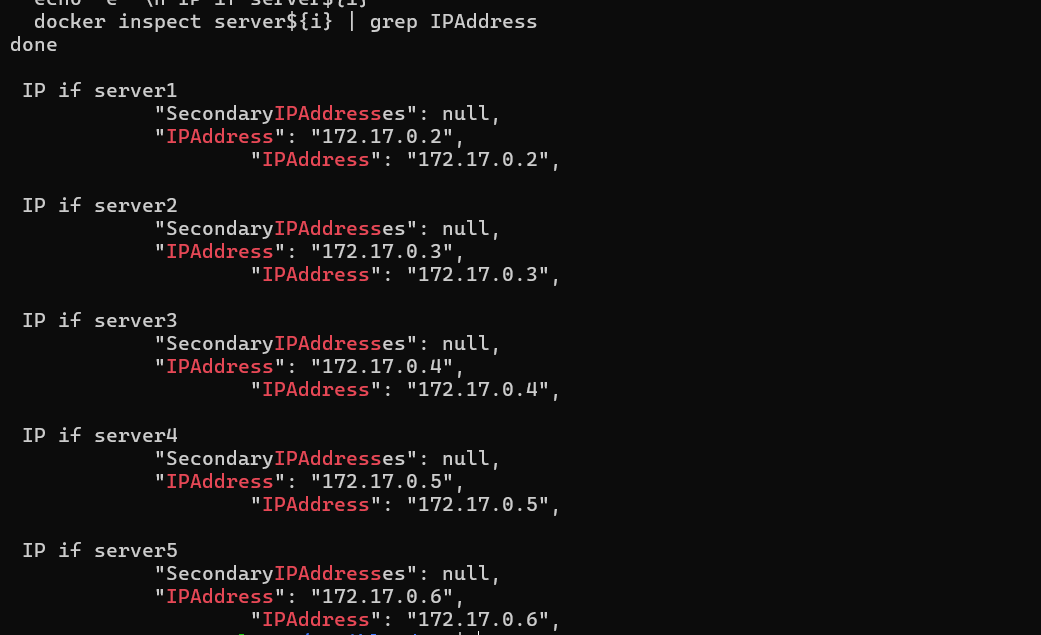 echo -e "\n IP if server${i}"
  docker inspect server${i} | grep IPAddress
done

 IP if server1
            "SecondaryIPAddresses": null,
            "IPAddress": "172.17.0.2",
                    "IPAddress": "172.17.0.2",

 IP if server2
            "SecondaryIPAddresses": null,
            "IPAddress": "172.17.0.3",
                    "IPAddress": "172.17.0.3",

 IP if server3
            "SecondaryIPAddresses": null,
            "IPAddress": "172.17.0.4",
                    "IPAddress": "172.17.0.4",

 IP if server4
            "SecondaryIPAddresses": null,
            "IPAddress": "172.17.0.5",
                    "IPAddress": "172.17.0.5",

 IP if server5
            "SecondaryIPAddresses": null,
            "IPAddress": "172.17.0.6",
                    "IPAddress": "172.17.0.6",